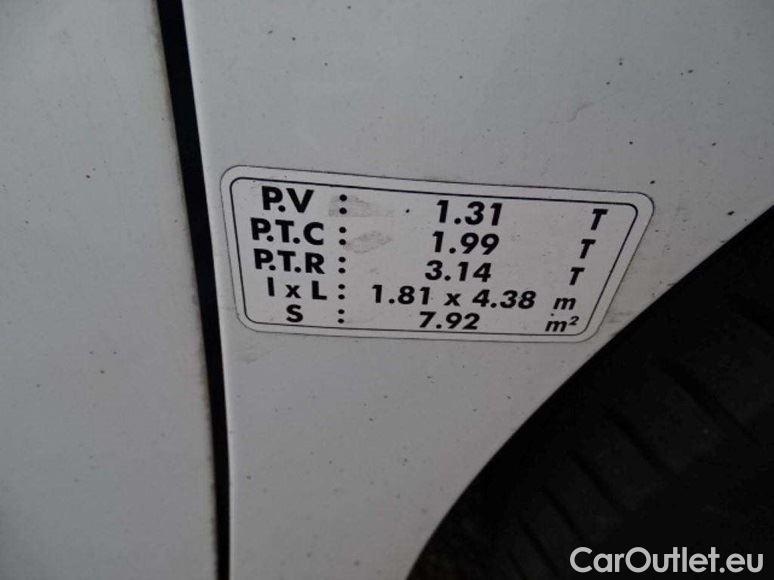 P.V : 1.31 T
P.T.C : 1.99 T
P.T.R : 3.14 T
l x L : 1.81 x 4.38 m
S : 7.92 m²
CarOutlet.eu